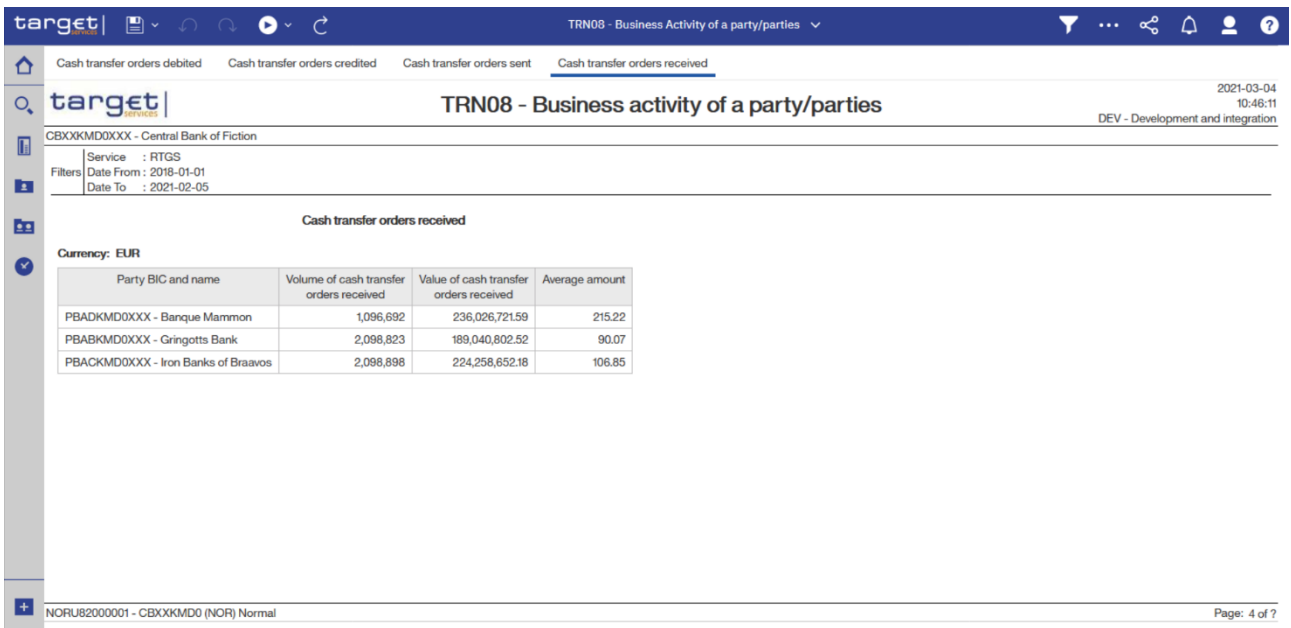 target|
services
TRN08 - Business Activity of a party/parties
?
Cash transfer orders debited Cash transfer orders credited Cash transfer orders sent Cash transfer orders received
target|
services
TRN08 - Business activity of a party/parties
2021-03-04
10:46:11
DEV - Development and integration
CBXXKMD0XXX - Central Bank of Fiction
Service : RTGS
Filters Date From : 2018-01-01
Date To : 2021-02-05
Cash transfer orders received
Currency: EUR
Party BIC and name Volume of cash transfer orders received Value of cash transfer orders received Average amount
PBADKMD0XXX - Banque Mammon 1,096,692 236,026,721.59 215.22
PBABKMD0XXX - Gringotts Bank 2,098,823 189,040,802.52 90.07
PBACKMD0XXX - Iron Banks of Braavos 2,098,898 224,258,652.18 106.85
NORU82000001 - CBXXKMD0 (NOR) Normal Page: 4 of ?